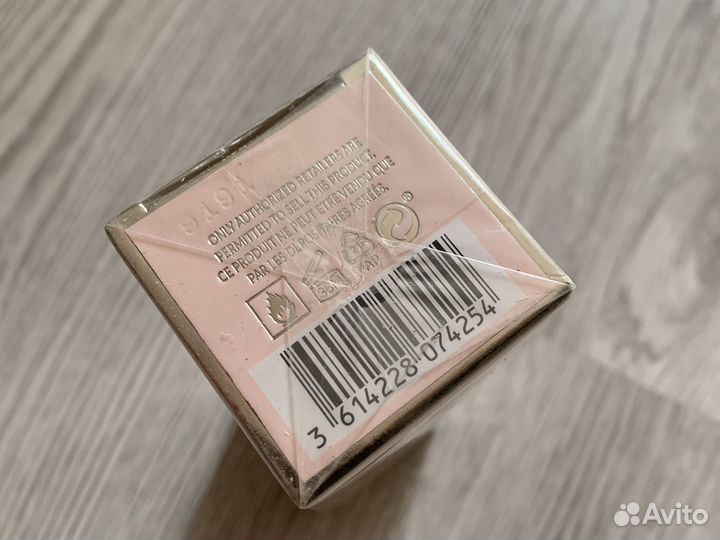 ONLY AUTHORIZED RETAILERS ARE
PERMITTED TO SELL THIS PRODUCT.
CE PRODUIT NE PEUT ÊTRE VENDU QUE
PAR LES DÉPOSITAIRES AGRÉÉS.
3 614228 074254
Avito